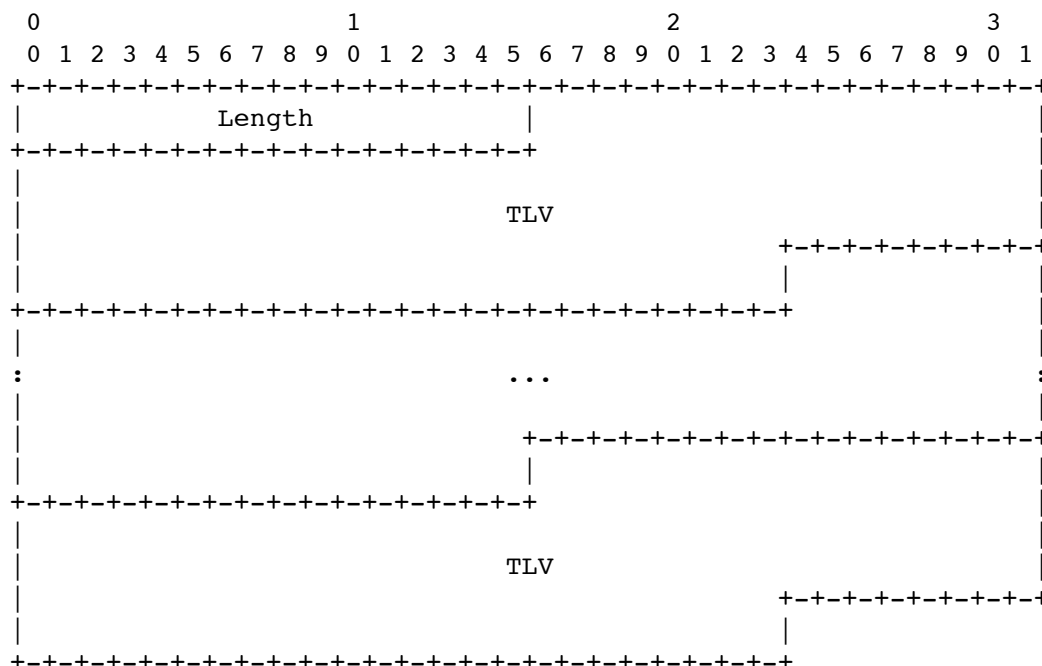 0                   1                   2                   3
 0 1 2 3 4 5 6 7 8 9 0 1 2 3 4 5 6 7 8 9 0 1 2 3 4 5 6 7 8 9 0 1
+-+-+-+-+-+-+-+-+-+-+-+-+-+-+-+-+-+-+-+-+-+-+-+-+-+-+-+-+-+-+-+-+
|            Length             |                               |
+-+-+-+-+-+-+-+-+-+-+-+-+-+-+-+-+                               |
|                                                               |
|                              TLV                              |
|                                               +-+-+-+-+-+-+-+-+
|                                               |               |
+-+-+-+-+-+-+-+-+-+-+-+-+-+-+-+-+-+-+-+-+-+-+-+-+               |
|                                                               |
:                              ...                              :
|                                                               |
|                               +-+-+-+-+-+-+-+-+-+-+-+-+-+-+-+-+
|                               |                               |
+-+-+-+-+-+-+-+-+-+-+-+-+-+-+-+-+                               |
|                                                               |
|                              TLV                              |
|                                               +-+-+-+-+-+-+-+-+
|                                               |
+-+-+-+-+-+-+-+-+-+-+-+-+-+-+-+-+-+-+-+-+-+-+-+-+